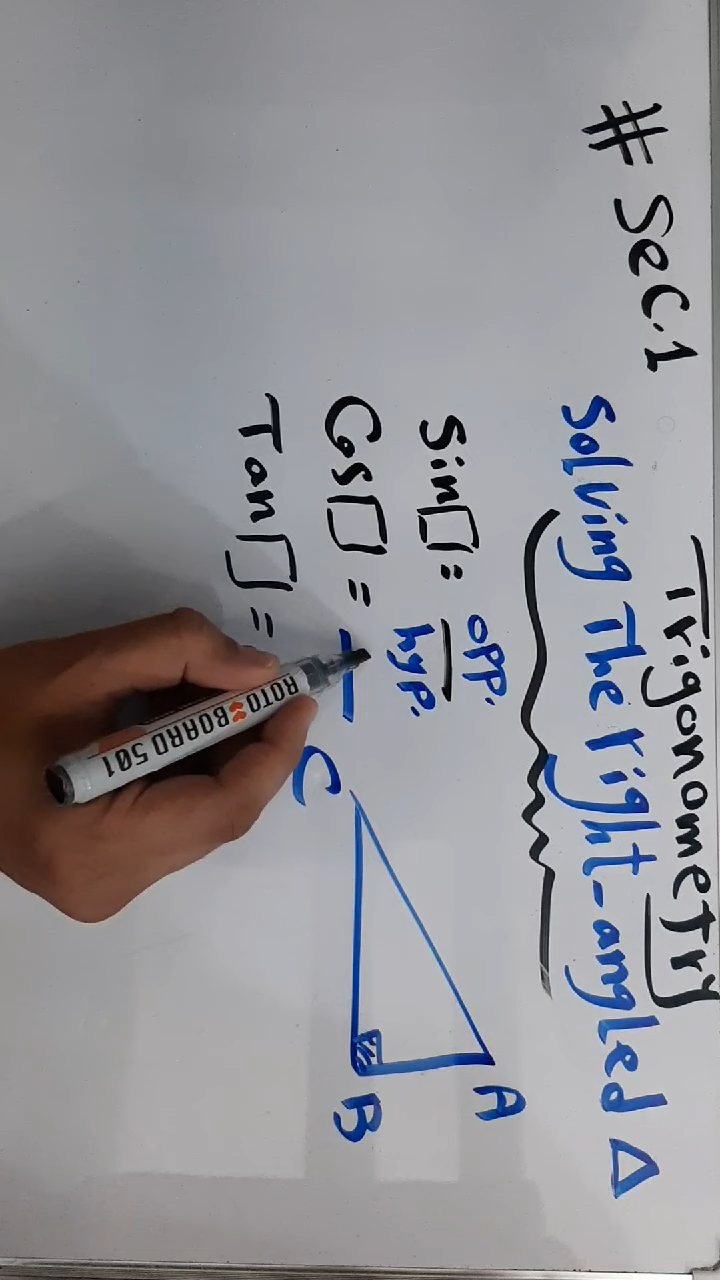 Trigonometry
# Sec.1
Solving The right-angled Δ
Sin□ = opp. / hyp.
Cos□ =
Tan□ =
A
C
B
ROTO BOARD 501